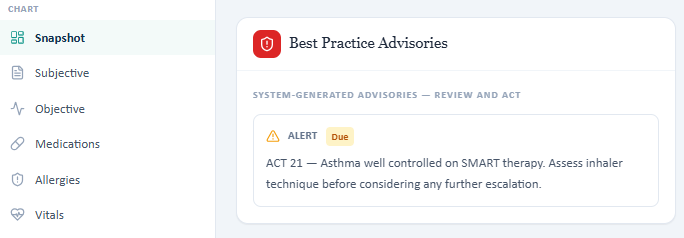 CHART
Snapshot
Subjective
Objective
Medications
Allergies
Vitals
Best Practice Advisories
SYSTEM-GENERATED ADVISORIES — REVIEW AND ACT
ALERT Due
ACT 21 — Asthma well controlled on SMART therapy. Assess inhaler
technique before considering any further escalation.